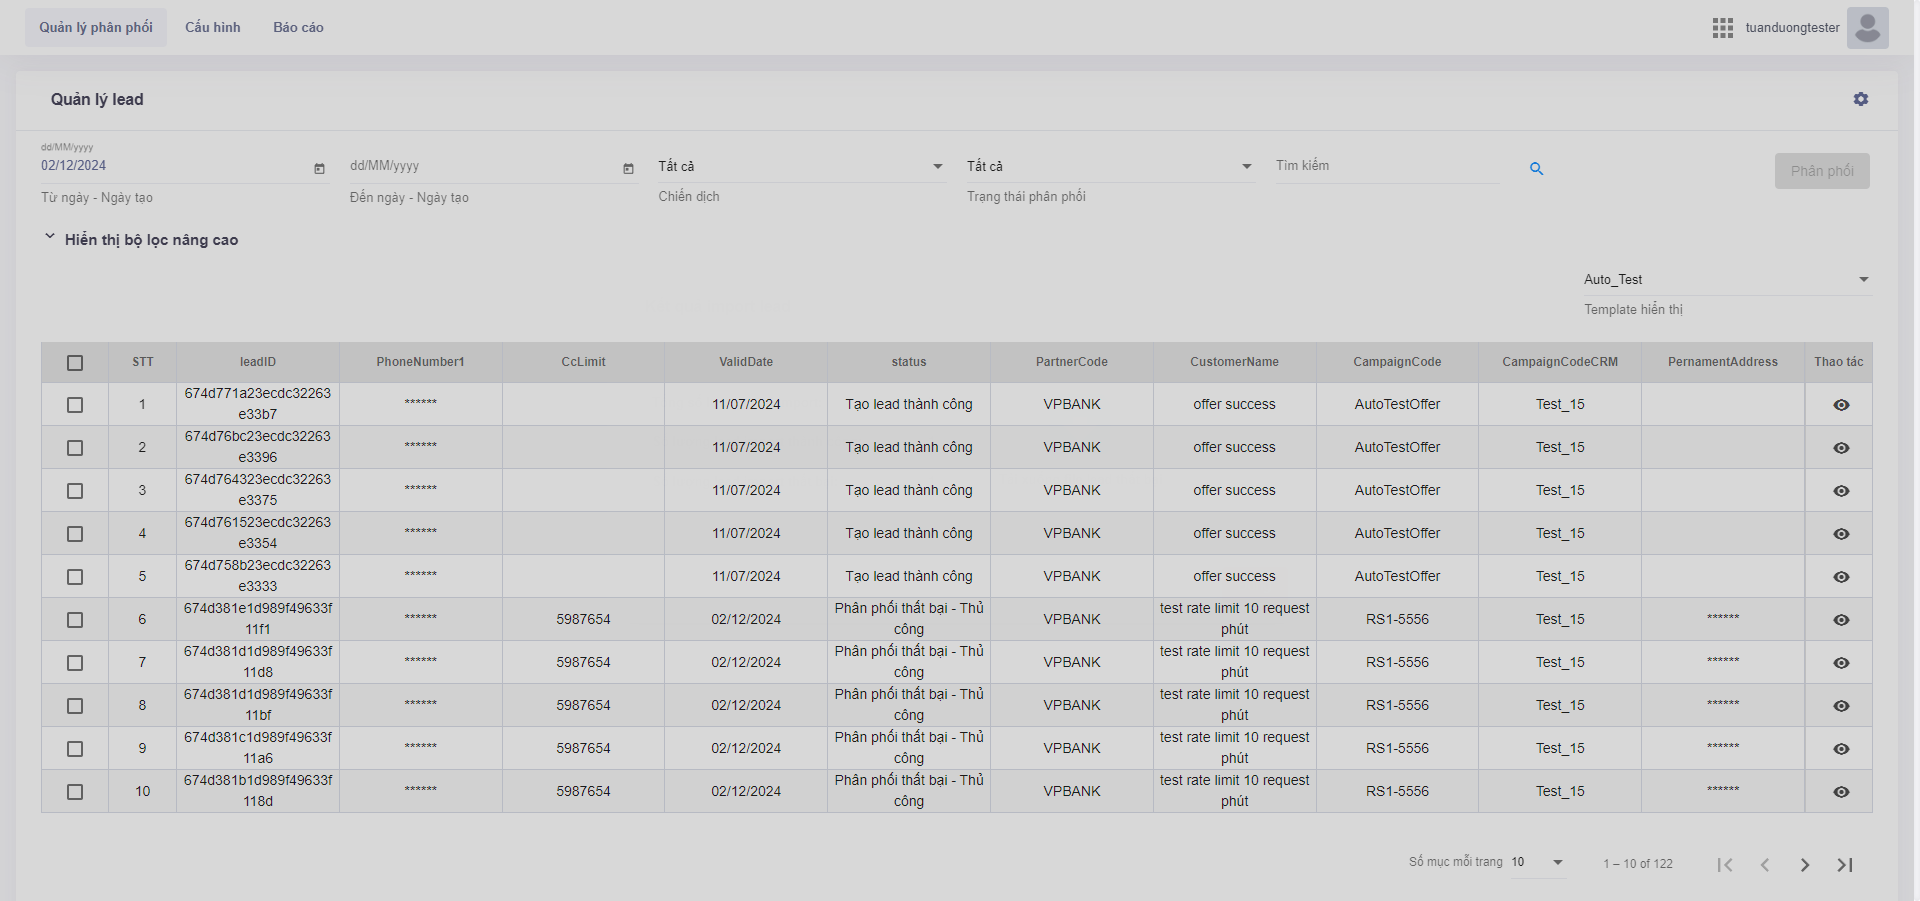 Quản lý phân phối Cấu hình Báo cáo tuanduongtester
Quản lý lead
dd/MM/yyyy
02/12/2024 dd/MM/yyyy Tất cả Tất cả Tìm kiếm Phân phối
Từ ngày - Ngày tạo Đến ngày - Ngày tạo Chiến dịch Trạng thái phân phối
Hiển thị bộ lọc nâng cao
Auto_Test
Template hiển thị
STT leadID PhoneNumber1 CcLimit ValidDate status PartnerCode CustomerName CampaignCode CampaignCodeCRM PernamentAddress Thao tác
1 674d771a23ecdc32263e33b7 ****** 11/07/2024 Tạo lead thành công VPBANK offer success AutoTestOffer Test_15
2 674d76bc23ecdc32263e3396 ****** 11/07/2024 Tạo lead thành công VPBANK offer success AutoTestOffer Test_15
3 674d764323ecdc32263e3375 ****** 11/07/2024 Tạo lead thành công VPBANK offer success AutoTestOffer Test_15
4 674d761523ecdc32263e3354 ****** 11/07/2024 Tạo lead thành công VPBANK offer success AutoTestOffer Test_15
5 674d758b23ecdc32263e3333 ****** 11/07/2024 Tạo lead thành công VPBANK offer success AutoTestOffer Test_15
6 674d381e1d989f49633f11f1 ****** 5987654 02/12/2024 Phân phối thất bại - Thủ công VPBANK test rate limit 10 request phút RS1-5556 Test_15 ******
7 674d381d1d989f49633f11d8 ****** 5987654 02/12/2024 Phân phối thất bại - Thủ công VPBANK test rate limit 10 request phút RS1-5556 Test_15 ******
8 674d381d1d989f49633f11bf ****** 5987654 02/12/2024 Phân phối thất bại - Thủ công VPBANK test rate limit 10 request phút RS1-5556 Test_15 ******
9 674d381c1d989f49633f11a6 ****** 5987654 02/12/2024 Phân phối thất bại - Thủ công VPBANK test rate limit 10 request phút RS1-5556 Test_15 ******
10 674d381b1d989f49633f118d ****** 5987654 02/12/2024 Phân phối thất bại - Thủ công VPBANK test rate limit 10 request phút RS1-5556 Test_15 ******
Số mục mỗi trang 10 1 – 10 of 122